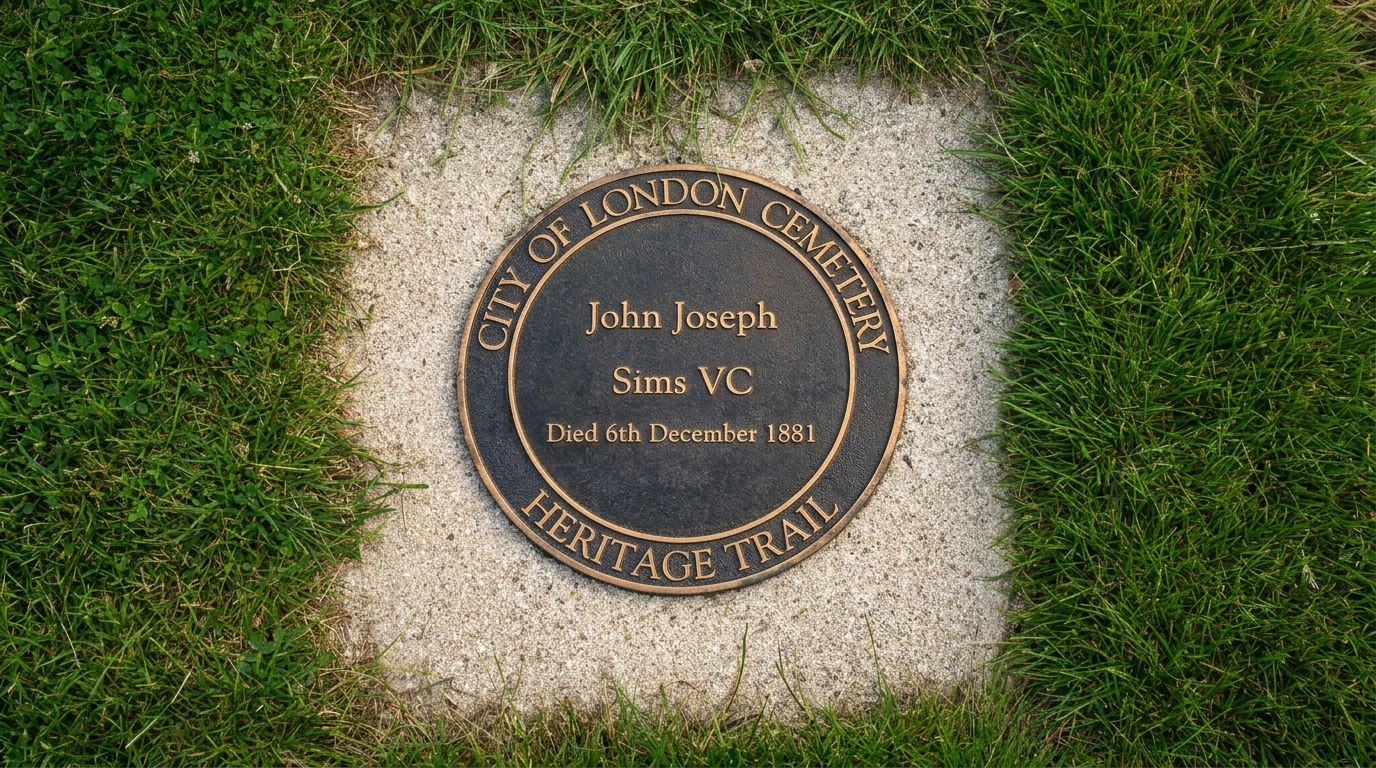 CITY OF LONDON CEMETERY
John Joseph
Sims VC
Died 6th December 1881
HERITAGE TRAIL